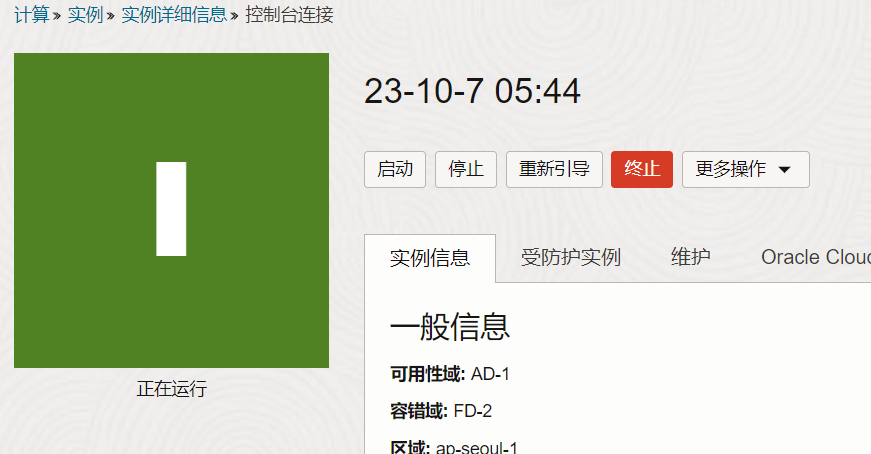 计算 » 实例 » 实例详细信息 » 控制台连接
23-10-7 05:44
启动 停止 重新引导 终止 更多操作
实例信息 受防护实例 维护 Oracle Cloud
一般信息
可用性域: AD-1
容错域: FD-2
正在运行
区域: ap-seoul-1